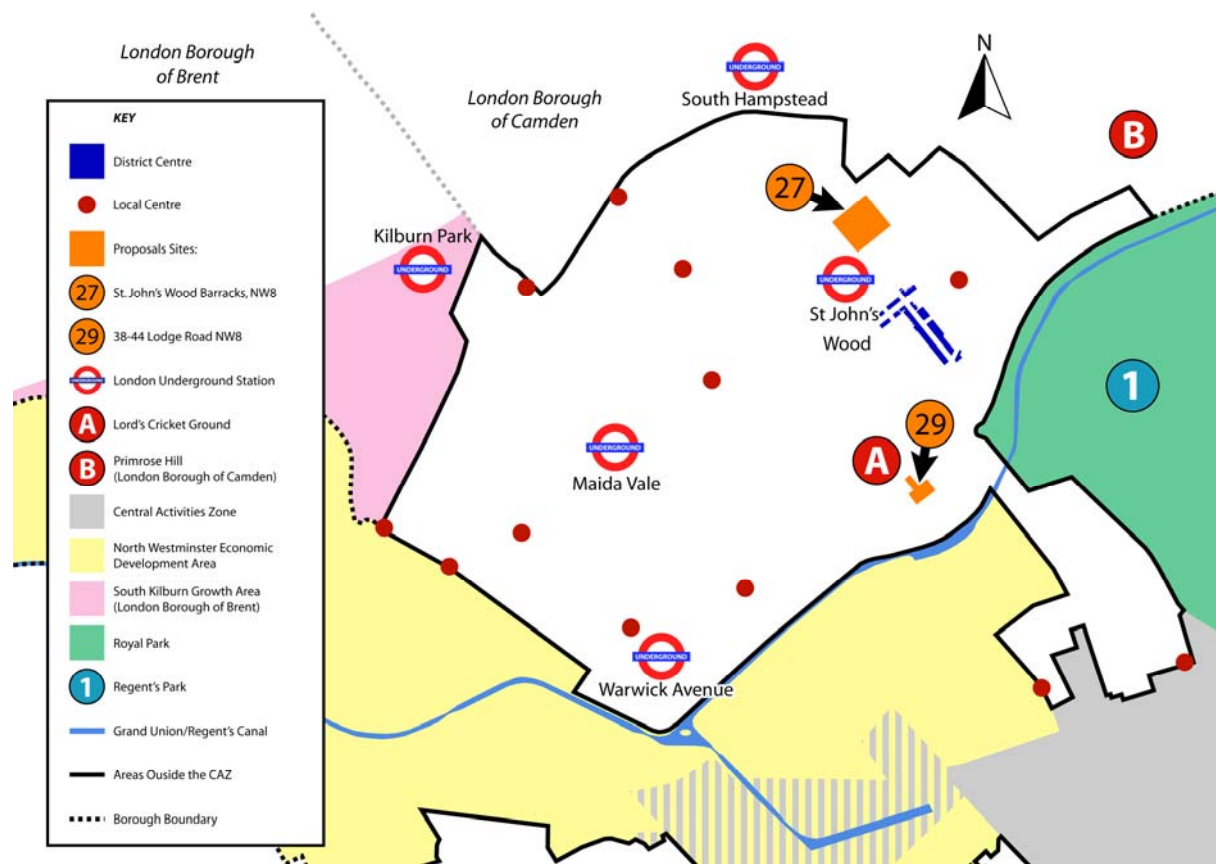 London Borough
of Brent
KEY
District Centre
Local Centre
Proposals Sites:
27
St. John's Wood Barracks, NW8
29
38-44 Lodge Road NW8
UNDERGROUND
London Underground Station
A
Lord's Cricket Ground
B
Primrose Hill
(London Borough of Camden)
Central Activities Zone
North Westminster Economic
Development Area
South Kilburn Growth Area
(London Borough of Brent)
Royal Park
1
Regent's Park
Grand Union/Regent's Canal
Areas Ouside the CAZ
Borough Boundary
London Borough
of Camden
UNDERGROUND
South Hampstead
N
B
27
Kilburn Park
UNDERGROUND
UNDERGROUND
St John's
Wood
1
29
A
UNDERGROUND
Maida Vale
UNDERGROUND
Warwick Avenue